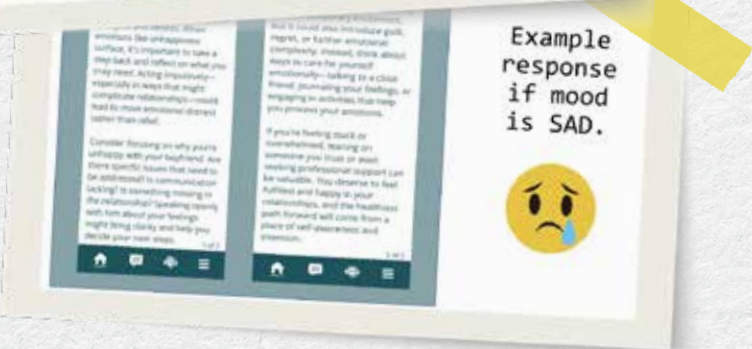 emotions like unhappiness
surface, it's important to take a
step back and reflect on what you
may need. Acting impulsively—
especially in ways that might
complicate relationships—could
lead to more emotional distress
rather than relief.
Consider focusing on why you're
unhappy with your boyfriend. Are
there specific issues that need to
be addressed? Is communication
lacking? Is something missing in
the relationship? Speaking openly
with him about your feelings
might bring clarity and help you
decide your next steps.
1 of 2
but it could also introduce guilt,
regret, or further emotional
complexity. Instead, think about
ways to care for yourself
emotionally—talking to a close
friend, journaling your feelings, or
engaging in activities that help
you process your emotions.
If you're feeling stuck or
overwhelmed, leaning on
someone you trust or even
seeking professional support can
be valuable. You deserve to feel
fulfilled and happy in your
relationships, and the healthiest
path forward will come from a
place of self-awareness and
intention.
2 of 2
Example
response
if mood
is SAD.